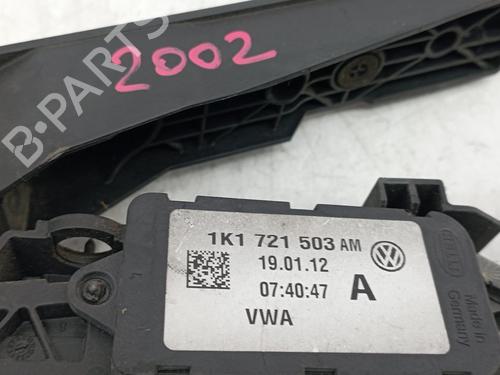 2002
B-PARTS
1K1 721 503 AM
19.01.12
07:40:47 A
VWA
Made in
Germany